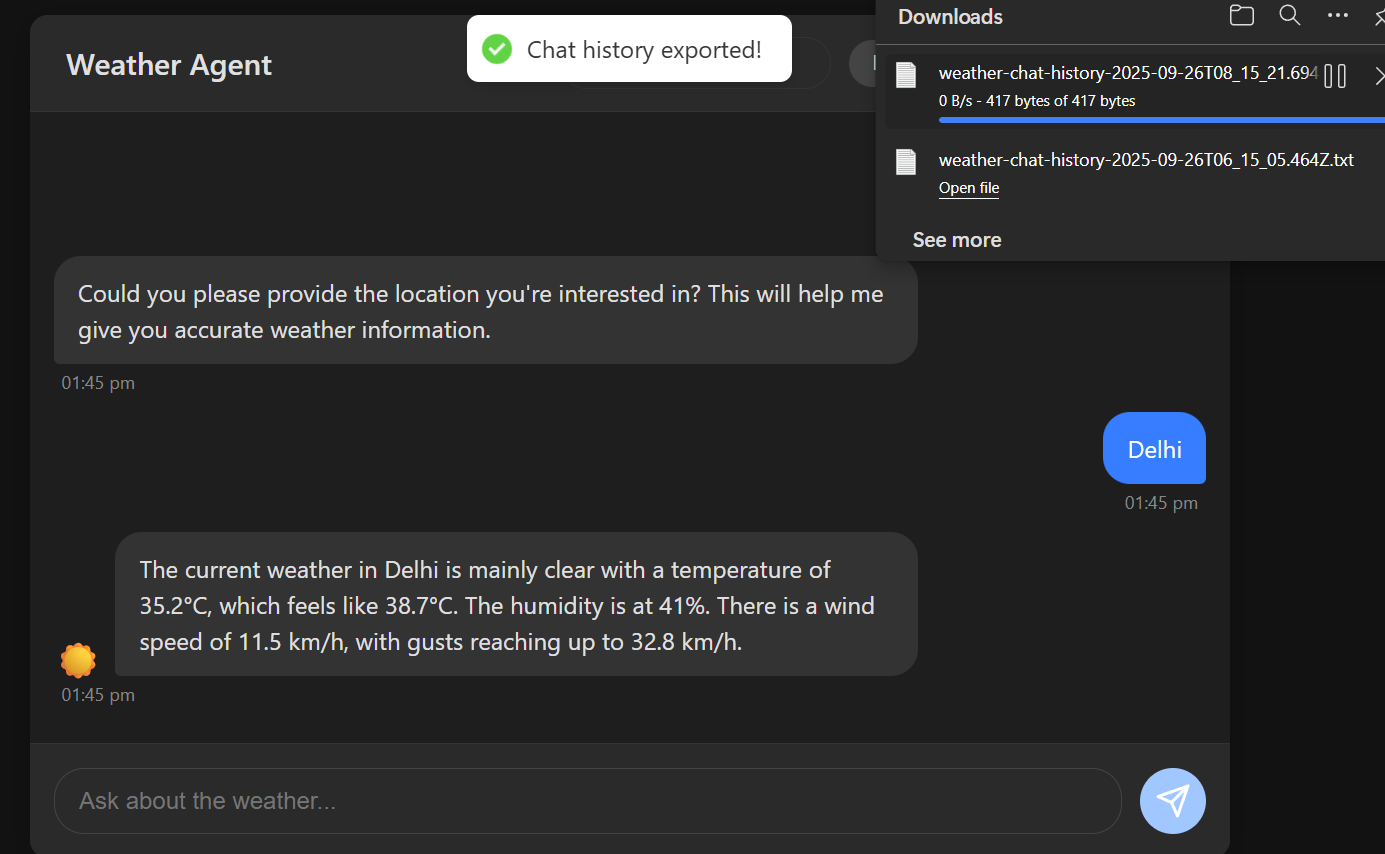 Weather Agent
Chat history exported!
Downloads
weather-chat-history-2025-09-26T08_15_21.694
0 B/s - 417 bytes of 417 bytes
weather-chat-history-2025-09-26T06_15_05.464Z.txt
Open file
See more
Could you please provide the location you're interested in? This will help me
give you accurate weather information.
01:45 pm
Delhi
01:45 pm
The current weather in Delhi is mainly clear with a temperature of
35.2°C, which feels like 38.7°C. The humidity is at 41%. There is a wind
speed of 11.5 km/h, with gusts reaching up to 32.8 km/h.
01:45 pm
Ask about the weather...